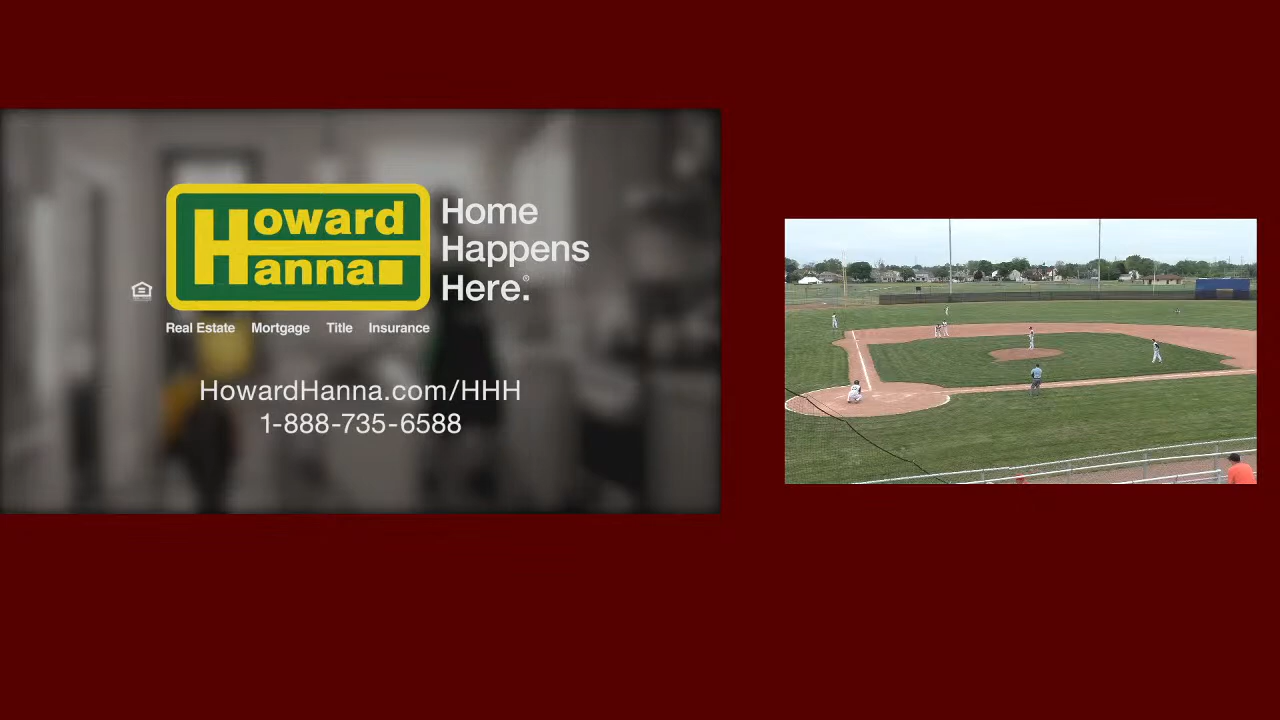 Howard
Hanna
Home
Happens
Here.®
Real Estate Mortgage Title Insurance
HowardHanna.com/HHH
1-888-735-6588